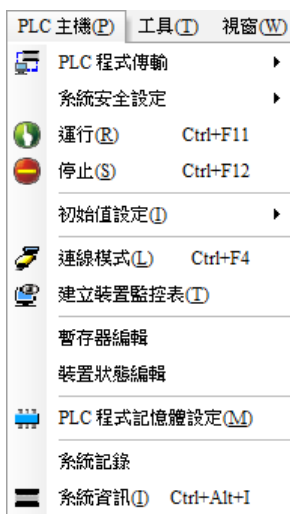 PLC 主機(P) 工具(T) 視窗(W)
PLC 程式傳輸
系統安全設定
運行(R) Ctrl+F11
停止(S) Ctrl+F12
初始值設定(I)
連線模式(L) Ctrl+F4
建立裝置監控表(T)
暫存器編輯
裝置狀態編輯
PLC 程式記憶體設定(M)
系統記錄
系統資訊(I) Ctrl+Alt+I